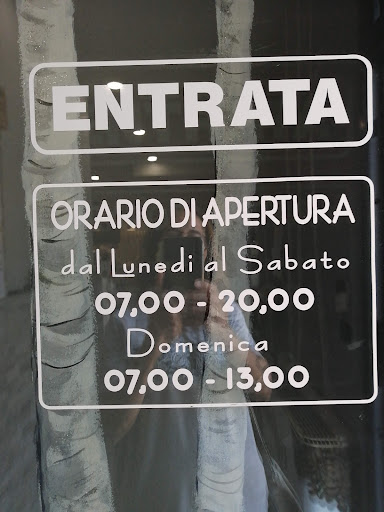 ENTRATA
ORARIO DI APERTURA
dal Lunedi al Sabato
07,00 - 20,00
Domenica
07,00 - 13,00